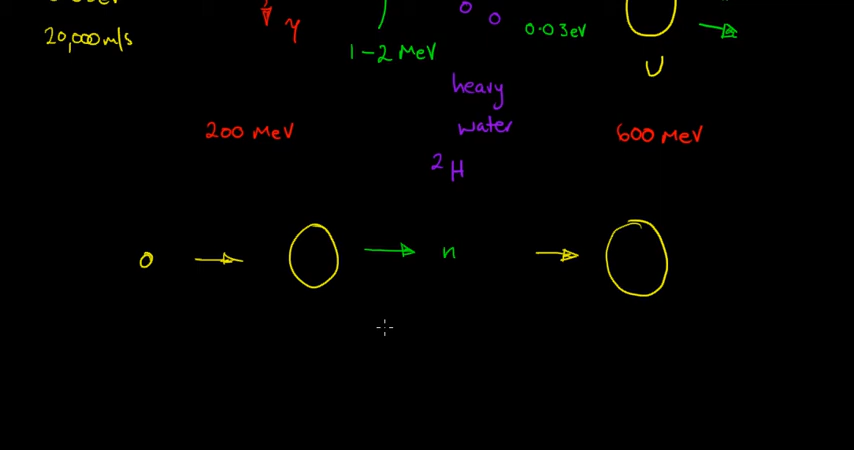 20,000m/s
γ
1-2 MeV
0.03eV
U
heavy
water
²H
200 MeV
600 MeV
n